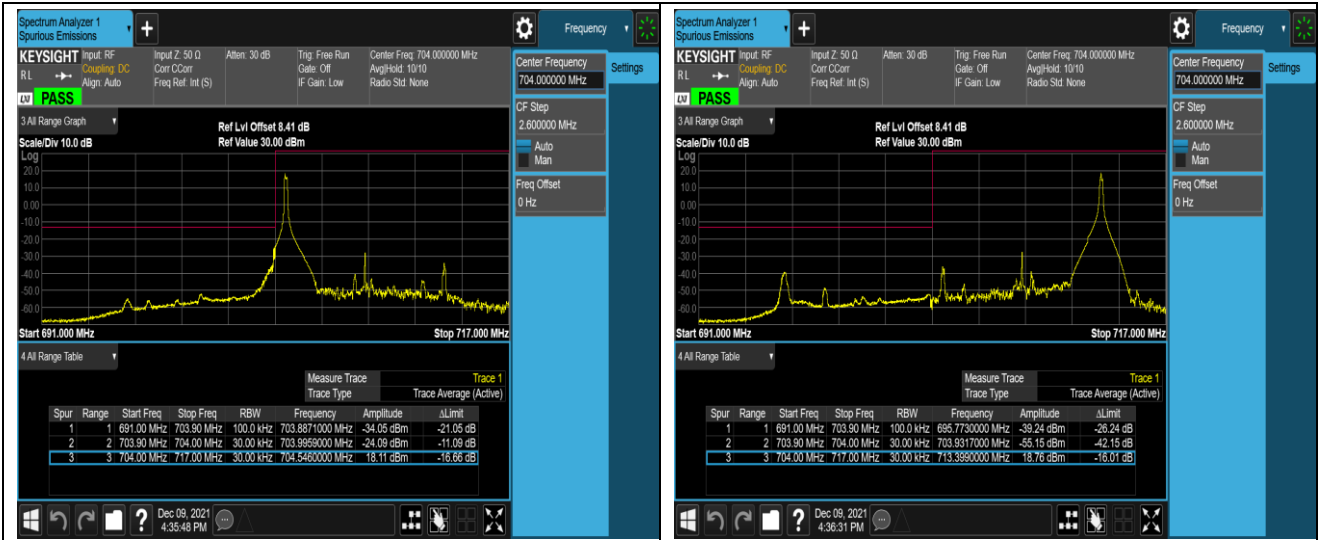 Spectrum Analyzer 1
Spurious Emissions
+
Frequency
KEYSIGHT Input: RF Input Z: 50 Ω Atten: 30 dB Trig: Free Run Center Freq: 704.000000 MHz
RL Coupling: DC Corr CCorr Gate: Off Avg|Hold: 10/10
Align: Auto Freq Ref: Int (S) IF Gain: Low Radio Std: None
LXI PASS
Center Frequency
704.000000 MHz
Settings
CF Step
2.600000 MHz
Auto
Man
Freq Offset
0 Hz
3 All Range Graph
Ref Lvl Offset 8.41 dB
Scale/Div 10.0 dB Ref Value 30.00 dBm
Log
20.0
10.0
0.00
-10.0
-20.0
-30.0
-40.0
-50.0
-60.0
Start 691.000 MHz Stop 717.000 MHz
4 All Range Table
Measure Trace Trace 1
Trace Type Trace Average (Active)
Spur Range Start Freq Stop Freq RBW Frequency Amplitude ΔLimit
1 1 691.00 MHz 703.90 MHz 100.0 kHz 703.8871000 MHz -34.05 dBm -21.05 dB
2 2 703.90 MHz 704.00 MHz 30.00 kHz 703.9959000 MHz -24.09 dBm -11.09 dB
3 3 704.00 MHz 717.00 MHz 30.00 kHz 704.5460000 MHz 18.11 dBm -16.66 dB
?
Dec 09, 2021
4:35:48 PM
Spectrum Analyzer 1
Spurious Emissions
+
Frequency
KEYSIGHT Input: RF Input Z: 50 Ω Atten: 30 dB Trig: Free Run Center Freq: 704.000000 MHz
RL Coupling: DC Corr CCorr Gate: Off Avg|Hold: 10/10
Align: Auto Freq Ref: Int (S) IF Gain: Low Radio Std: None
LXI PASS
Center Frequency
704.000000 MHz
Settings
CF Step
2.600000 MHz
Auto
Man
Freq Offset
0 Hz
3 All Range Graph
Ref Lvl Offset 8.41 dB
Scale/Div 10.0 dB Ref Value 30.00 dBm
Log
20.0
10.0
0.00
-10.0
-20.0
-30.0
-40.0
-50.0
-60.0
Start 691.000 MHz Stop 717.000 MHz
4 All Range Table
Measure Trace Trace 1
Trace Type Trace Average (Active)
Spur Range Start Freq Stop Freq RBW Frequency Amplitude ΔLimit
1 1 691.00 MHz 703.90 MHz 100.0 kHz 695.7730000 MHz -39.24 dBm -26.24 dB
2 2 703.90 MHz 704.00 MHz 30.00 kHz 703.9317000 MHz -55.15 dBm -42.15 dB
3 3 704.00 MHz 717.00 MHz 30.00 kHz 713.3990000 MHz 18.76 dBm -16.01 dB
?
Dec 09, 2021
4:36:31 PM